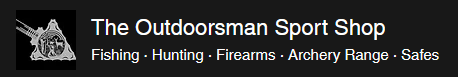 The Outdoorsman Sport Shop
Fishing · Hunting · Firearms · Archery Range · Safes